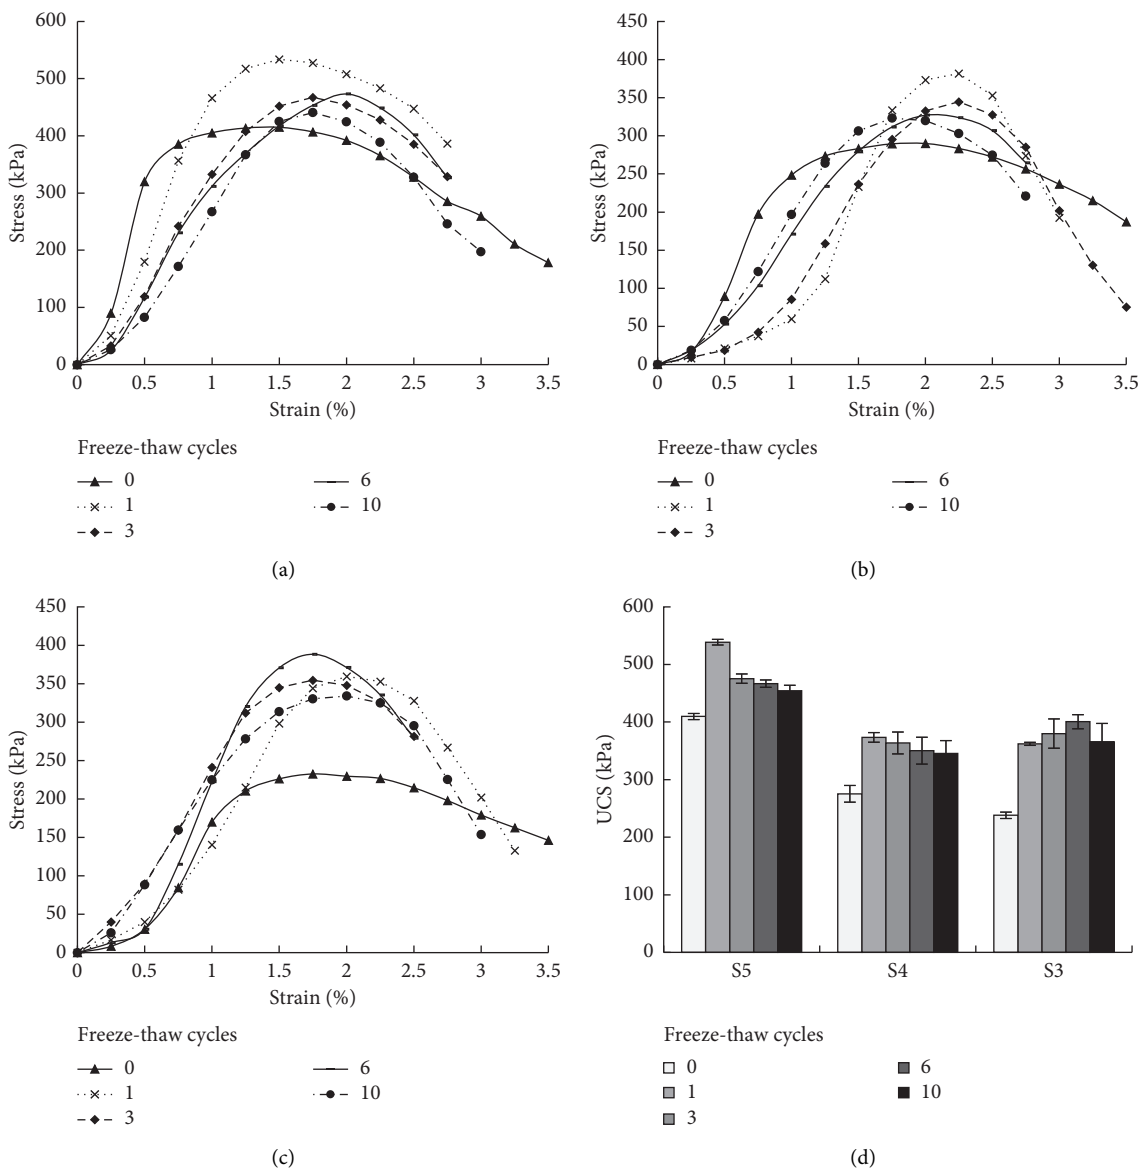 600
500
400
300
200
100
0
Stress (kPa)
0 0.5 1 1.5 2 2.5 3 3.5
Strain (%)
Freeze-thaw cycles
0 6
1 10
3
(a)
450
400
350
300
250
200
150
100
50
0
Stress (kPa)
0 0.5 1 1.5 2 2.5 3 3.5
Strain (%)
Freeze-thaw cycles
0 6
1 10
3
(b)
450
400
350
300
250
200
150
100
50
0
Stress (kPa)
0 0.5 1 1.5 2 2.5 3 3.5
Strain (%)
Freeze-thaw cycles
0 6
1 10
3
(c)
600
500
400
300
200
100
0
UCS (kPa)
S5 S4 S3
Freeze-thaw cycles
0 6
1 10
3
(d)